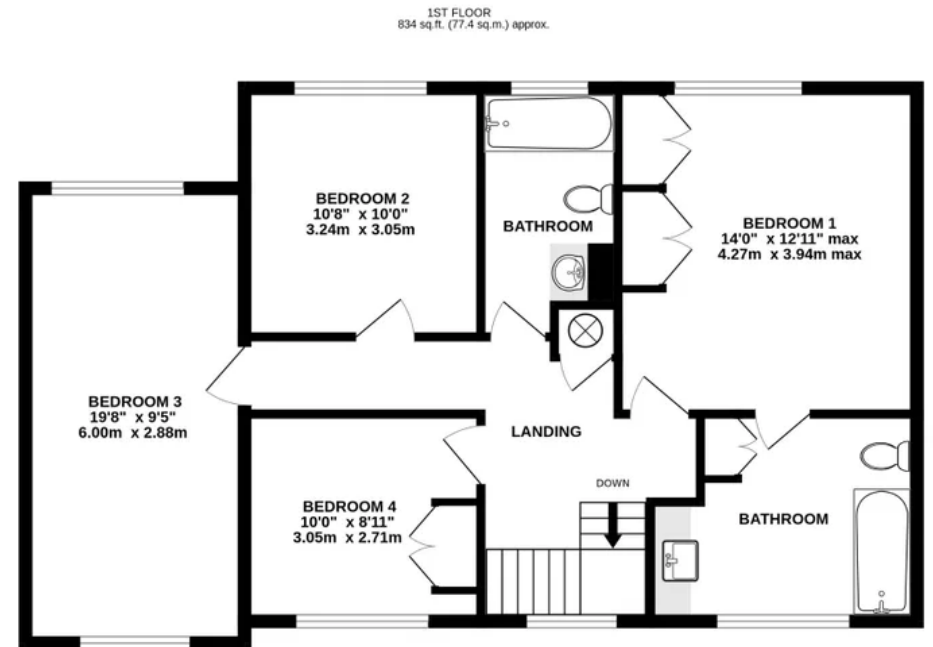 1ST FLOOR
834 sq.ft. (77.4 sq.m.) approx.
BEDROOM 2
10'8" x 10'0"
3.24m x 3.05m
BATHROOM
BEDROOM 1
14'0" x 12'11" max
4.27m x 3.94m max
BEDROOM 3
19'8" x 9'5"
6.00m x 2.88m
LANDING
DOWN
BEDROOM 4
10'0" x 8'11"
3.05m x 2.71m
BATHROOM